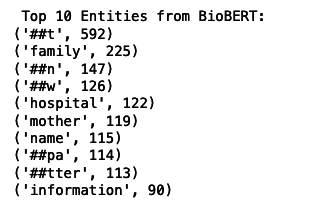 Top 10 Entities from BioBERT:
('##t', 592)
('family', 225)
('##n', 147)
('##w', 126)
('hospital', 122)
('mother', 119)
('name', 115)
('##pa', 114)
('##tter', 113)
('information', 90)